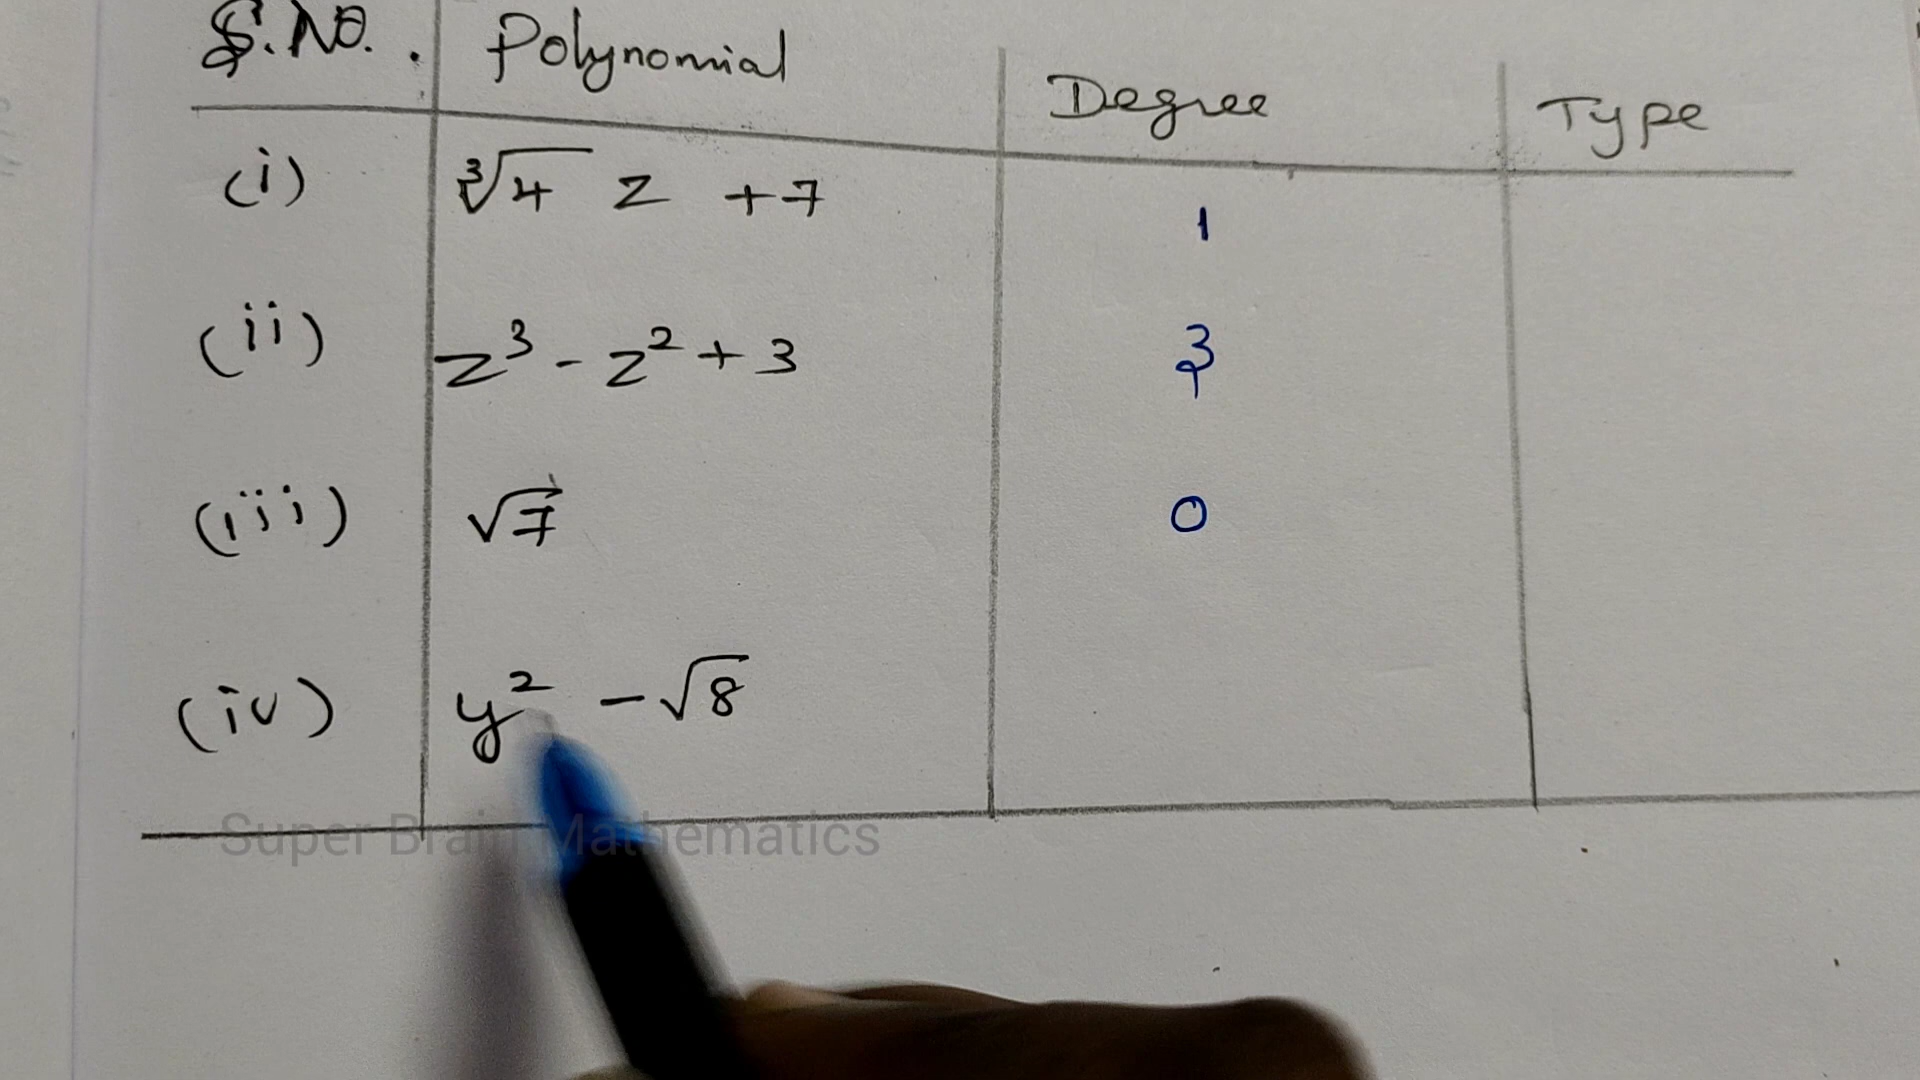 S.No. Polynomial Degree Type
(i) ∛4 z +7 1
(ii) z³ - z² + 3 3
(iii) √7 0
(iv) y² - √8
Super Brain Mathematics